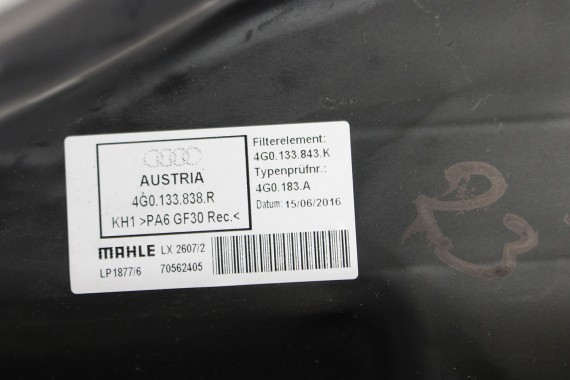 AUSTRIA
4G0.133.838.R
KH1 >PA6 GF30 Rec.<
Filterelement:
4G0.133.843.K
Typenprüfnr.:
4G0.183.A
Datum: 15/06/2016
MAHLE LX 2607/2
LP1877/6 70562405